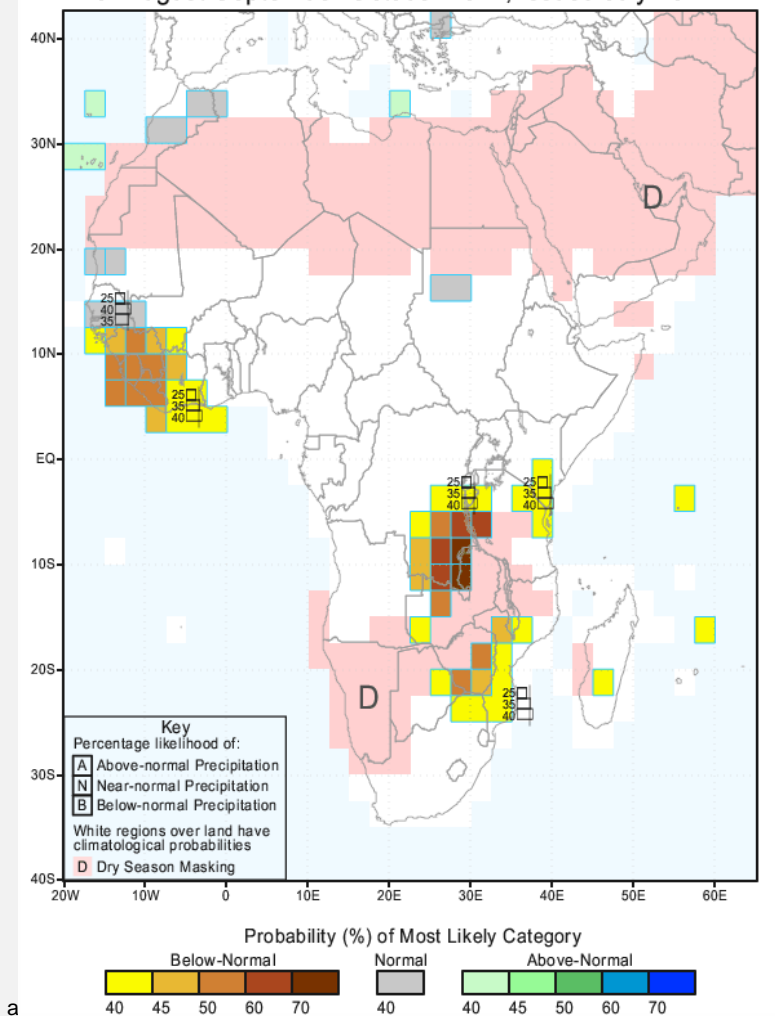 40N
30N
D
20N
25
40
35
10N
25
35
40
EQ
25
35
40
25
35
40
10S
20S
D
25
35
40
Key
Percentage likelihood of:
A Above-normal Precipitation
N Near-normal Precipitation
B Below-normal Precipitation
White regions over land have
climatological probabilities
D Dry Season Masking
30S
40S
20W 10W 0 10E 20E 30E 40E 50E 60E
Probability (%) of Most Likely Category
Below-Normal Normal Above-Normal
40 45 50 60 70 40 40 45 50 60 70
a